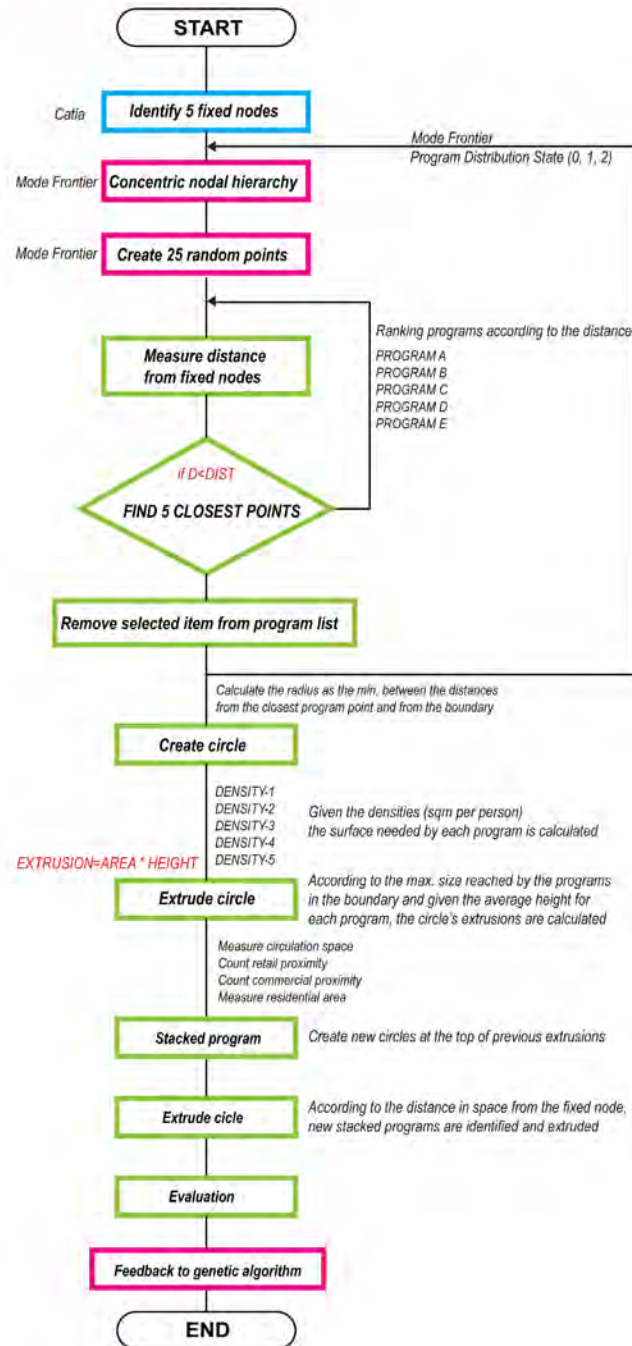 START
Catia
Identify 5 fixed nodes
Mode Frontier
Program Distribution State (0, 1, 2)
Mode Frontier
Concentric nodal hierarchy
Mode Frontier
Create 25 random points
Ranking programs according to the distance
PROGRAM A
PROGRAM B
PROGRAM C
PROGRAM D
PROGRAM E
Measure distance
from fixed nodes
if D<DIST
FIND 5 CLOSEST POINTS
Remove selected item from program list
Calculate the radius as the min. between the distances
from the closest program point and from the boundary
Create circle
DENSITY-1
DENSITY-2
DENSITY-3
DENSITY-4
DENSITY-5
Given the densities (sqm per person)
the surface needed by each program is calculated
EXTRUSION=AREA * HEIGHT
Extrude circle
According to the max. size reached by the programs
in the boundary and given the average height for
each program, the circle's extrusions are calculated
Measure circulation space
Count retail proximity
Count commercial proximity
Measure residential area
Stacked program
Create new circles at the top of previous extrusions
Extrude cicle
According to the distance in space from the fixed node,
new stacked programs are identified and extruded
Evaluation
Feedback to genetic algorithm
END